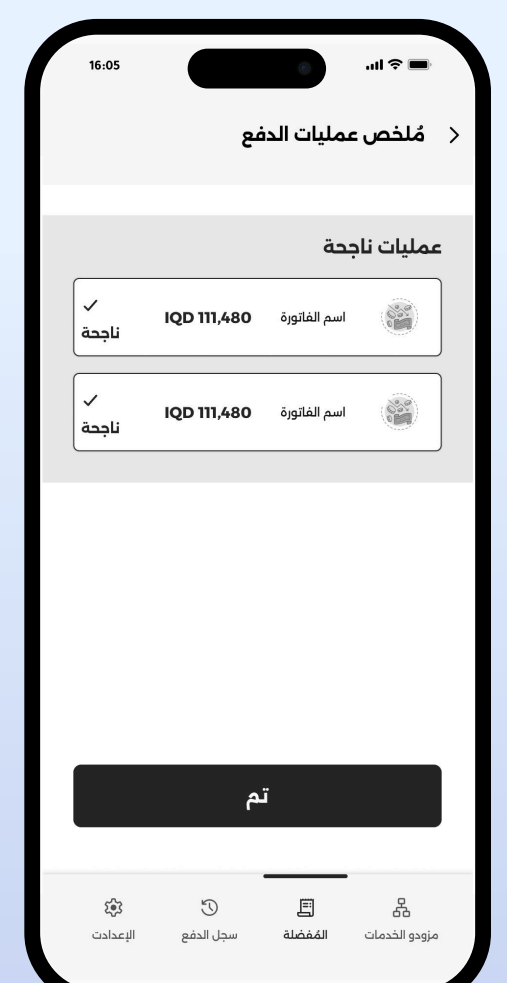 16:05
مُلخص عمليات الدفع
عمليات ناجحة
اسم الفاتورة IQD 111,480 ناجحة
اسم الفاتورة IQD 111,480 ناجحة
تم
مزودو الخدمات المُفضلة سجل الدفع الإعدادت